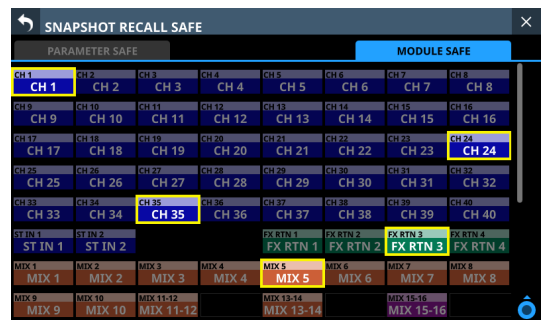 SNAPSHOT RECALL SAFE
PARAMETER SAFE MODULE SAFE
CH 1 CH 2 CH 3 CH 4 CH 5 CH 6 CH 7 CH 8
CH 1 CH 2 CH 3 CH 4 CH 5 CH 6 CH 7 CH 8
CH 9 CH 10 CH 11 CH 12 CH 13 CH 14 CH 15 CH 16
CH 9 CH 10 CH 11 CH 12 CH 13 CH 14 CH 15 CH 16
CH 17 CH 18 CH 19 CH 20 CH 21 CH 22 CH 23 CH 24
CH 17 CH 18 CH 19 CH 20 CH 21 CH 22 CH 23 CH 24
CH 25 CH 26 CH 27 CH 28 CH 29 CH 30 CH 31 CH 32
CH 25 CH 26 CH 27 CH 28 CH 29 CH 30 CH 31 CH 32
CH 33 CH 34 CH 35 CH 36 CH 37 CH 38 CH 39 CH 40
CH 33 CH 34 CH 35 CH 36 CH 37 CH 38 CH 39 CH 40
ST IN 1 ST IN 2 FX RTN 1 FX RTN 2 FX RTN 3 FX RTN 4
ST IN 1 ST IN 2 FX RTN 1 FX RTN 2 FX RTN 3 FX RTN 4
MIX 1 MIX 2 MIX 3 MIX 4 MIX 5 MIX 6 MIX 7 MIX 8
MIX 1 MIX 2 MIX 3 MIX 4 MIX 5 MIX 6 MIX 7 MIX 8
MIX 9 MIX 10 MIX 11-12 MIX 13-14 MIX 15-16
MIX 9 MIX 10 MIX 11-12 MIX 13-14 MIX 15-16